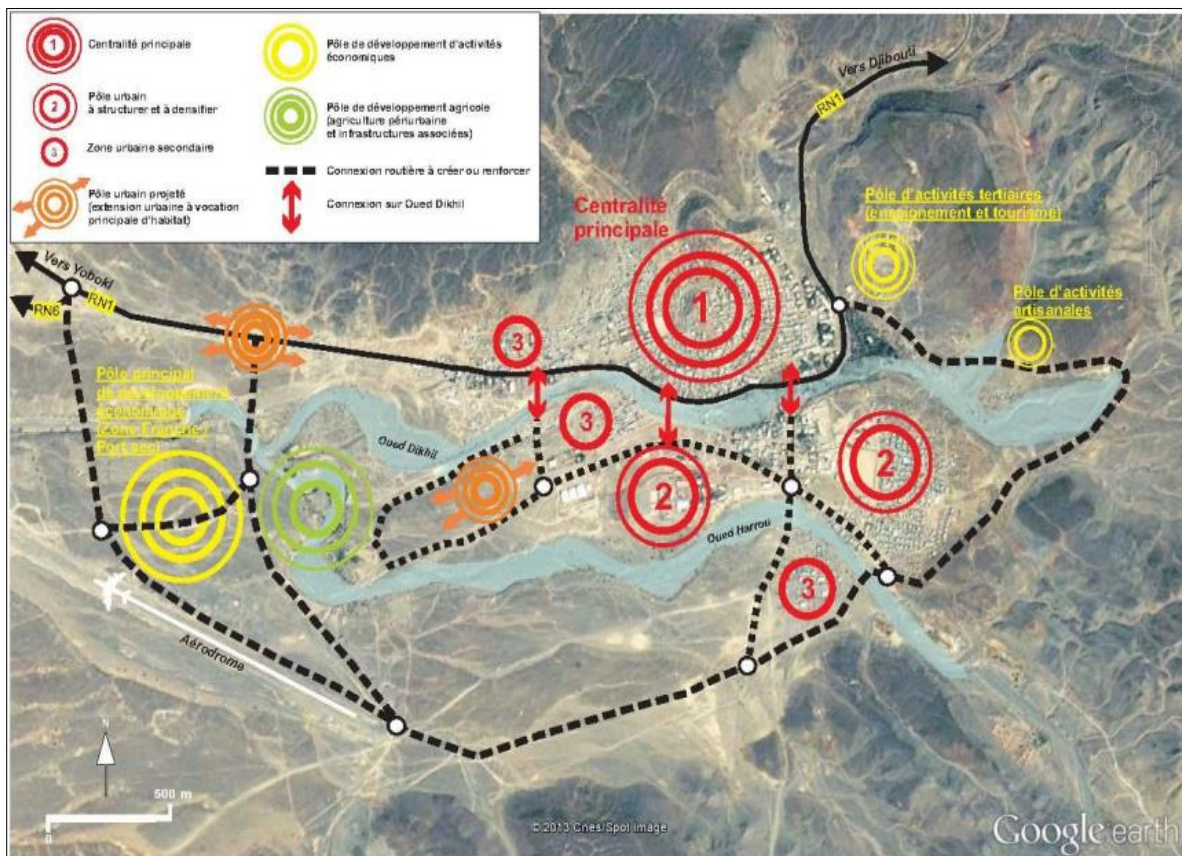 1
Centralité principale
2
Pôle urbain
à structurer et à densifier
3
Zone urbaine secondaire
Pôle urbain projeté
(extension urbaine à vocation
principale d'habitat)
Pôle de développement d'activités
économiques
Pôle de développement agricole
(agriculture périurbaine
et infrastructures associées)
Connexion routière à créer ou renforcer
Connexion sur Oued Dikhil
Vers Djibouti
RN1
Centralité
principale
1
Pôle d'activités tertiaires
(enseignement et tourisme)
Pôle d'activités
artisanales
Vers Yoboki
RN1
RN6
3
Pôle principal
de développement
économique
(Zone Franche /
Port sec)
Oued Dikhil
3
2
2
Oued Harrou
3
Aérodrome
N
500 m
0
© 2013 Cnes/Spot Image
Google earth